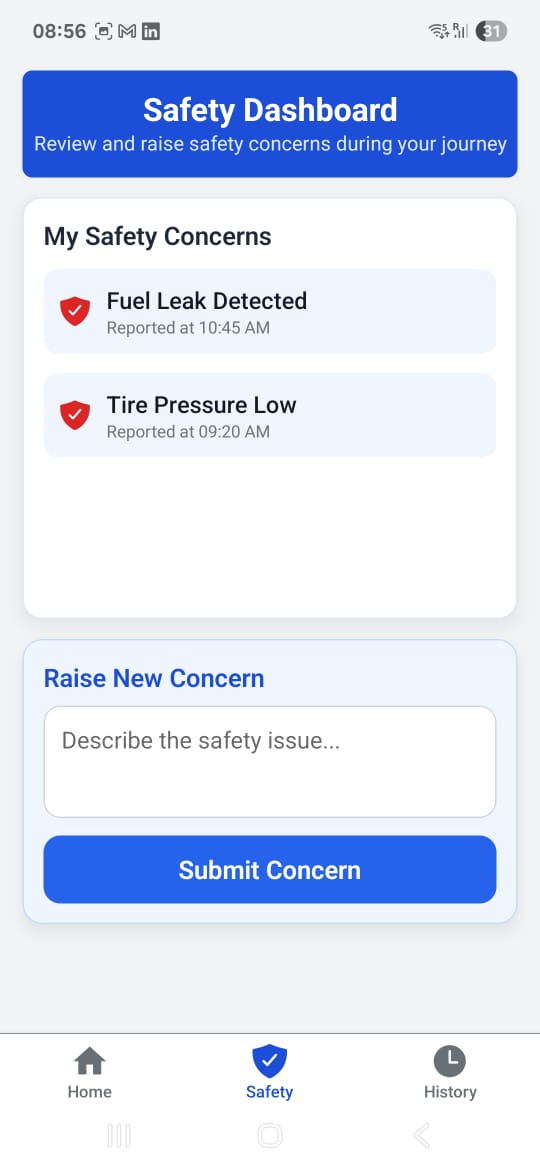 08:56
31
Safety Dashboard
Review and raise safety concerns during your journey
My Safety Concerns
Fuel Leak Detected
Reported at 10:45 AM
Tire Pressure Low
Reported at 09:20 AM
Raise New Concern
Describe the safety issue...
Submit Concern
Home
Safety
History